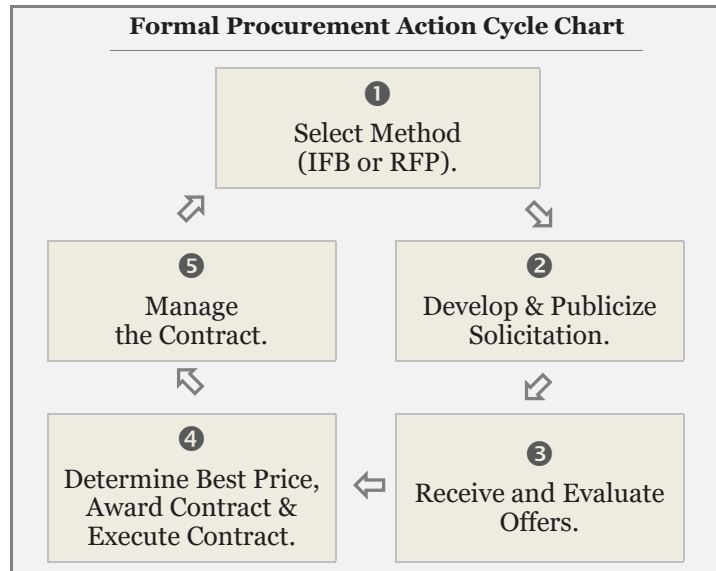 Formal Procurement Action Cycle Chart
❶
Select Method
(IFB or RFP).
❷
Develop & Publicize
Solicitation.
❸
Receive and Evaluate
Offers.
❹
Determine Best Price,
Award Contract &
Execute Contract.
❺
Manage
the Contract.